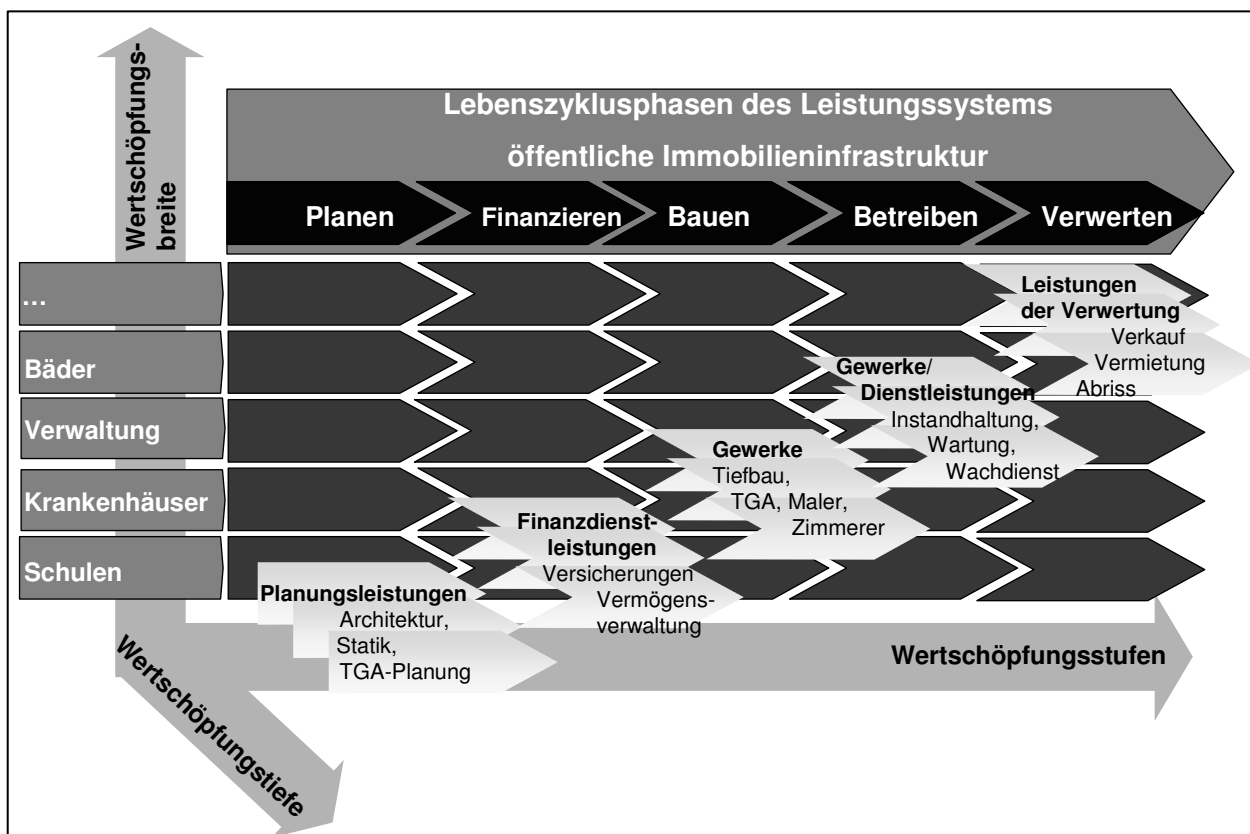 Wertschöpfungs-
breite
Lebenszyklusphasen des Leistungssystems
öffentliche Immobilieninfrastruktur
Planen
Finanzieren
Bauen
Betreiben
Verwerten
...
Bäder
Verwaltung
Krankenhäuser
Schulen
Leistungen
der Verwertung
Verkauf
Vermietung
Abriss
Gewerke/
Dienstleistungen
Instandhaltung,
Wartung,
Wachdienst
Gewerke
Tiefbau,
TGA, Maler,
Zimmerer
Finanzdienst-
leistungen
Versicherungen
Vermögens-
verwaltung
Planungsleistungen
Architektur,
Statik,
TGA-Planung
Wertschöpfungsstufen
Wertschöpfungstiefe